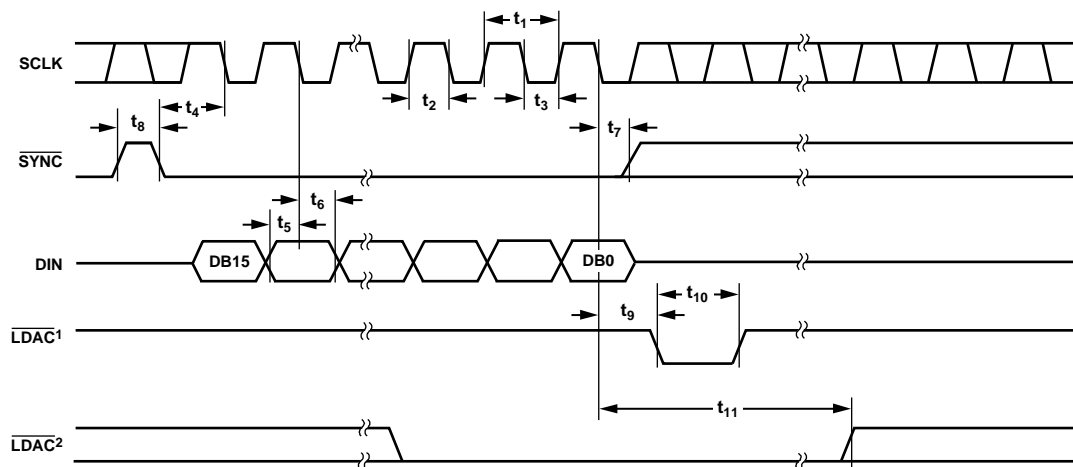 t1
SCLK
t2
t3
t4
t8
t7
SYNC
t6
t5
DIN
DB15
DB0
t10
t9
LDAC1
t11
LDAC2